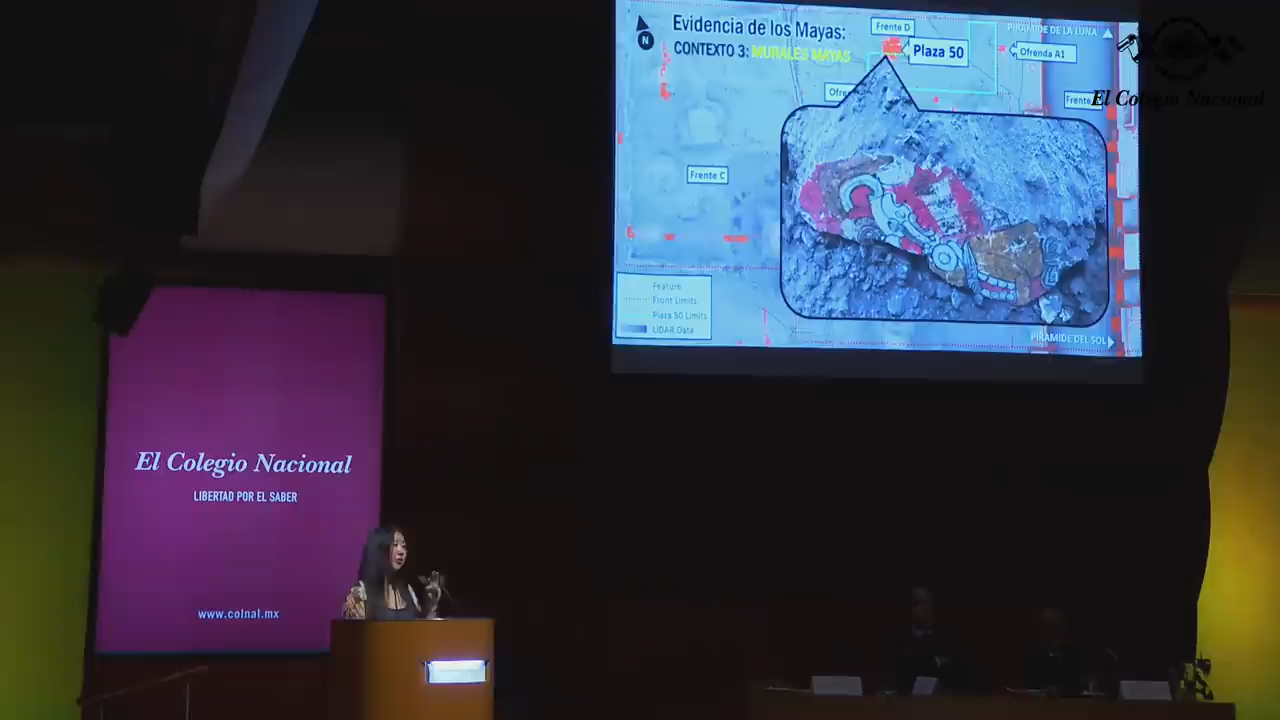 Evidencia de los Mayas:
CONTEXTO 3: MURALES MAYAS
N
Frente D
Plaza 50
PIRÁMIDE DE LA LUNA
Ofrenda A1
El Colegio Nacional
Frente C
Feature
Front Limits
Plaza 50 Limits
LiDAR Data
PIRÁMIDE DEL SOL
El Colegio Nacional
LIBERTAD POR EL SABER
www.colnal.mx